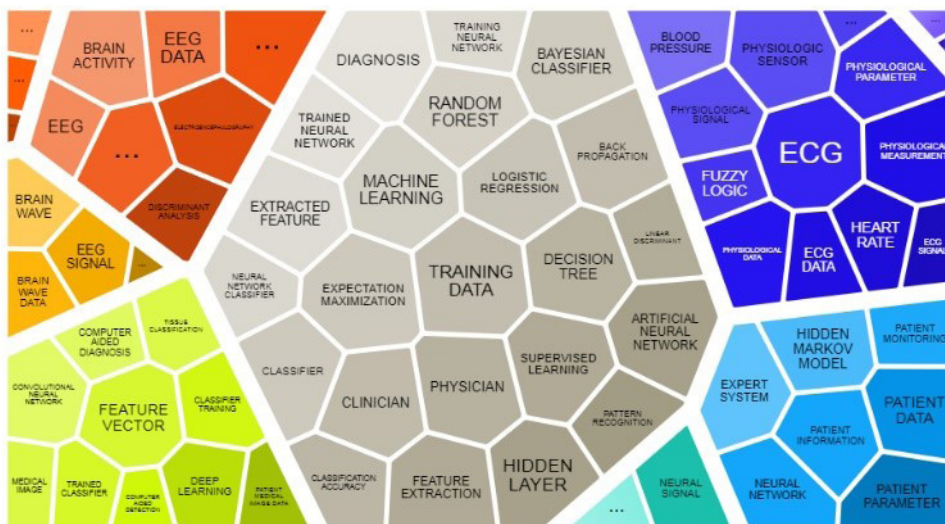 ...
BRAIN
ACTIVITY
EEG
DATA
...
...
EEG
...
ELECTROENCEPHALOGRAPHY
DISCRIMINANT
ANALYSIS
BRAIN
WAVE
EEG
SIGNAL
BRAIN
WAVE
DATA
...
DIAGNOSIS
TRAINING
NEURAL
NETWORK
BAYESIAN
CLASSIFIER
TRAINED
NEURAL
NETWORK
RANDOM
FOREST
BACK
PROPAGATION
EXTRACTED
FEATURE
MACHINE
LEARNING
LOGISTIC
REGRESSION
LINEAR
DISCRIMINANT
NEURAL
NETWORK
CLASSIFIER
EXPECTATION
MAXIMIZATION
TRAINING
DATA
DECISION
TREE
ARTIFICIAL
NEURAL
NETWORK
CLASSIFIER
CLINICIAN
PHYSICIAN
SUPERVISED
LEARNING
PATTERN
RECOGNITION
CLASSIFICATION
ACCURACY
FEATURE
EXTRACTION
HIDDEN
LAYER
BLOOD
PRESSURE
PHYSIOLOGIC
SENSOR
...
...
PHYSIOLOGICAL
PARAMETER
PHYSIOLOGICAL
SIGNAL
ECG
PHYSIOLOGICAL
MEASUREMENT
FUZZY
LOGIC
PHYSIOLOGICAL
DATA
ECG
DATA
HEART
RATE
ECG
SIGNAL
COMPUTER
AIDED
DIAGNOSIS
TISSUE
CLASSIFICATION
CONVOLUTIONAL
NEURAL
NETWORK
FEATURE
VECTOR
CLASSIFIER
TRAINING
MEDICAL
IMAGE
TRAINED
CLASSIFIER
COMPUTER
AIDED
DETECTION
DEEP
LEARNING
PATIENT
MEDICAL
IMAGE DATA
...
NEURAL
SIGNAL
EXPERT
SYSTEM
HIDDEN
MARKOV
MODEL
PATIENT
MONITORING
PATIENT
INFORMATION
PATIENT
DATA
NEURAL
NETWORK
PATIENT
PARAMETER